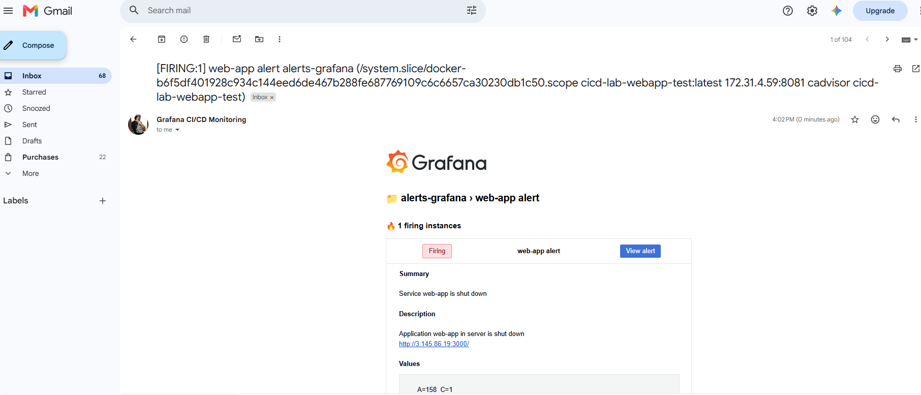 Gmail
Search mail
Upgrade
Compose
1 of 104
Inbox 68
Starred
Snoozed
Sent
Drafts
Purchases 22
More
Labels
[FIRING:1] web-app alert alerts-grafana (/system.slice/docker-
b6f5df401928c934c144eed6de467b288fe687769109c6c6657ca30230db1c50.scope cicd-lab-webapp-test:latest 172.31.4.59:8081 cadvisor cicd-
lab-webapp-test) Inbox ×
Grafana CI/CD Monitoring
4:02 PM (0 minutes ago)
to me
Grafana
alerts-grafana › web-app alert
1 firing instances
Firing web-app alert View alert
Summary
Service web-app is shut down
Description
Application web-app in server is shut down
http://3.145.86.19:3000/
Values
A=158 C=1